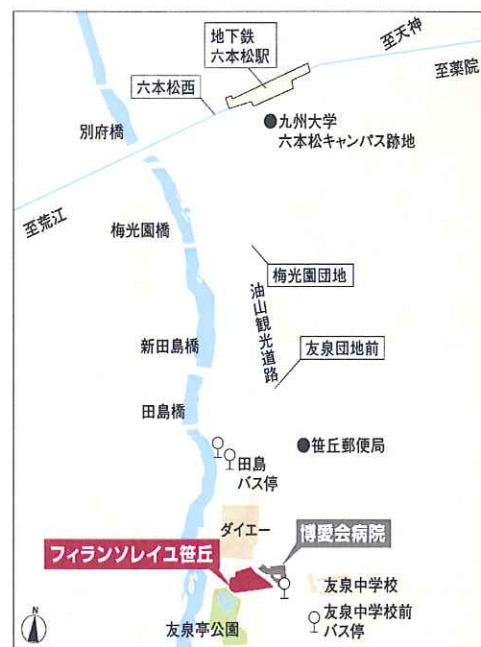 至天神
地下鉄
六本松駅
至薬院
六本松西
九州大学
六本松キャンパス跡地
別府橋
至荒江
梅光園橋
梅光園団地
油山観光道路
新田島橋
友泉団地前
田島橋
笹丘郵便局
田島
バス停
ダイエー
博愛会病院
フィランソレイユ笹丘
友泉中学校
友泉中学校前
バス停
友泉亭公園
N